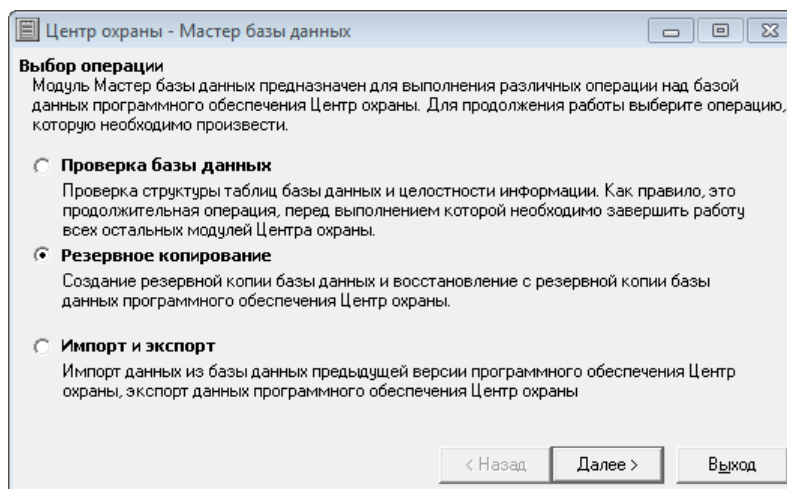 Центр охраны - Мастер базы данных
Выбор операции
Модуль Мастер базы данных предназначен для выполнения различных операции над базой
данных программного обеспечения Центр охраны. Для продолжения работы выберите операцию,
которую необходимо произвести.
Проверка базы данных
Проверка структуры таблиц базы данных и целостности информации. Как правило, это
продолжительная операция, перед выполнением которой необходимо завершить работу
всех остальных модулей Центра охраны.
Резервное копирование
Создание резервной копии базы данных и восстановление с резервной копии базы
данных программного обеспечения Центр охраны.
Импорт и экспорт
Импорт данных из базы данных предыдущей версии программного обеспечения Центр
охраны, экспорт данных программного обеспечения Центр охраны
< Назад Далее > Выход